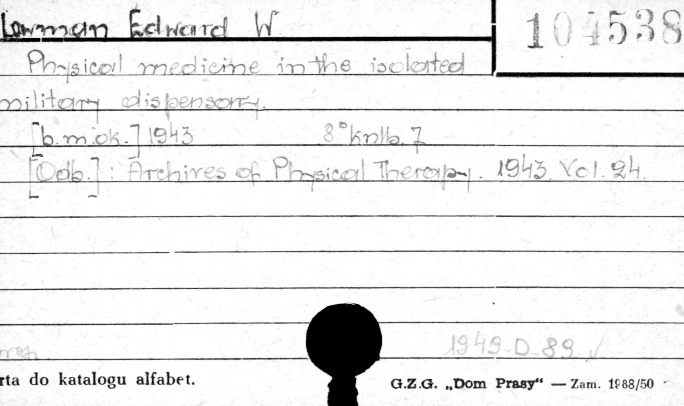 Lowman Edward W.
104538
Physical medicine in the isolated
military dispensary.
[b.m.ok.] 1943 8° knlb. 7
[Odb.]: Archives of Physical Therapy. 1943. Vol. 24.
1949 D 89 √
rta do katalogu alfabet.
G.Z.G. „Dom Prasy“ — Zam. 1988/50